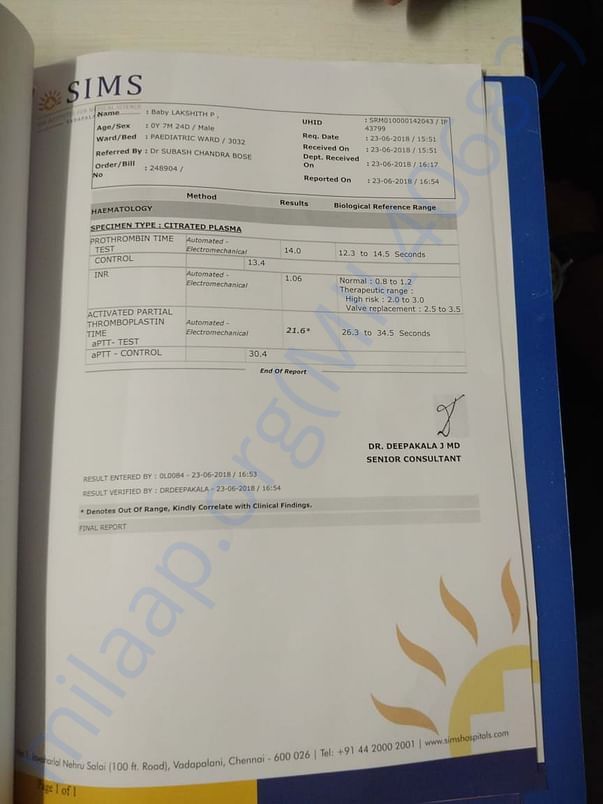 SIMS
VADAPALANI
Name : Baby LAKSHITH P ,
Age/Sex : 0Y 7M 24D / Male
Ward/Bed : PAEDIATRIC WARD / 3032
Referred By : Dr SUBASH CHANDRA BOSE
Order/Bill No : 248904 /
UHID : SRM010000142043 / IP 43799
Req. Date : 23-06-2018 / 15:51
Received On : 23-06-2018 / 15:51
Dept. Received On : 23-06-2018 / 16:17
Reported On : 23-06-2018 / 16:54
Method Results Biological Reference Range
HAEMATOLOGY
SPECIMEN TYPE : CITRATED PLASMA
PROTHROMBIN TIME TEST Automated - Electromechanical 14.0 12.3 to 14.5 Seconds
CONTROL 13.4
INR Automated - Electromechanical 1.06 Normal : 0.8 to 1.2
Therapeutic range :
High risk : 2.0 to 3.0
Valve replacement : 2.5 to 3.5
ACTIVATED PARTIAL THROMBOPLASTIN TIME
aPTT- TEST Automated - Electromechanical 21.6* 26.3 to 34.5 Seconds
aPTT - CONTROL 30.4
End Of Report
DR. DEEPAKALA J MD
SENIOR CONSULTANT
RESULT ENTERED BY : 0L0084 - 23-06-2018 / 16:53
RESULT VERIFIED BY : DRDEEPAKALA - 23-06-2018 / 16:54
* Denotes Out Of Range, Kindly Correlate with Clinical Findings.
FINAL REPORT
Nehru Salai (100 ft. Road), Vadapalani, Chennai - 600 026 | Tel: +91 44 2000 2001 | www.simshospitals.com
Page 1 of 1
milaap.org(MIL_40682)